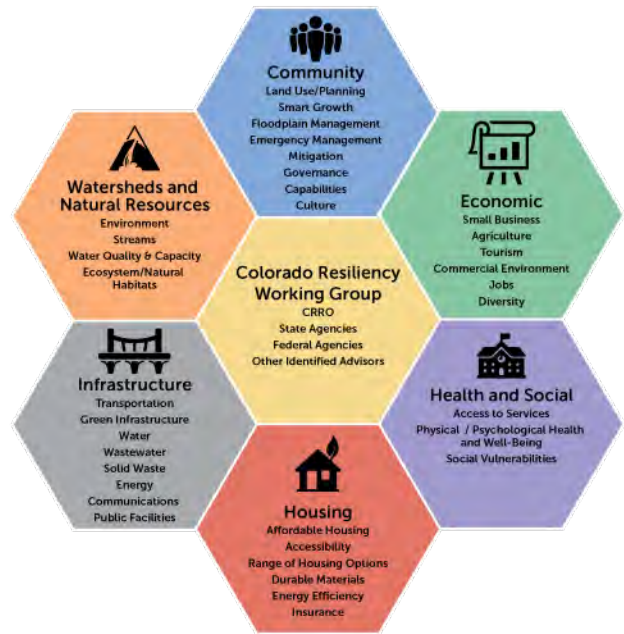 Community
Land Use/Planning
Smart Growth
Floodplain Management
Emergency Management
Mitigation
Governance
Capabilities
Culture
Watersheds and
Natural Resources
Environment
Streams
Water Quality & Capacity
Ecosystem/Natural
Habitats
Economic
Small Business
Agriculture
Tourism
Commercial Environment
Jobs
Diversity
Colorado Resiliency
Working Group
CRRO
State Agencies
Federal Agencies
Other Identified Advisors
Infrastructure
Transportation
Green Infrastructure
Water
Wastewater
Solid Waste
Energy
Communications
Public Facilities
Health and Social
Access to Services
Physical / Psychological Health
and Well-Being
Social Vulnerabilities
Housing
Affordable Housing
Accessibility
Range of Housing Options
Durable Materials
Energy Efficiency
Insurance